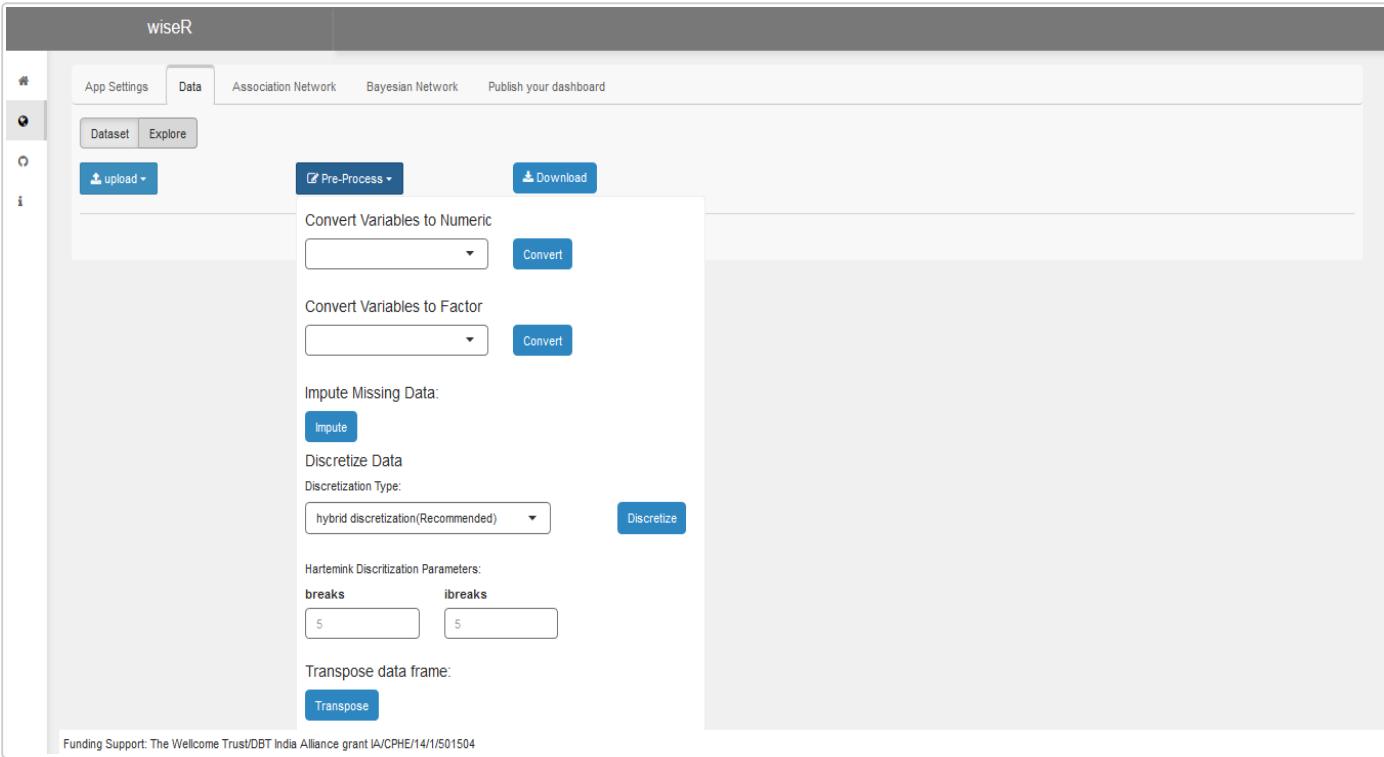 wiseR
App Settings Data Association Network Bayesian Network Publish your dashboard
Dataset Explore
upload Pre-Process Download
Convert Variables to Numeric
Convert
Convert Variables to Factor
Convert
Impute Missing Data:
Impute
Discretize Data
Discretization Type:
hybrid discretization(Recommended) Discretize
Hartemink Discritization Parameters:
breaks ibreaks
5 5
Transpose data frame:
Transpose
Funding Support: The Wellcome Trust/DBT India Alliance grant IA/CPHE/14/1/501504